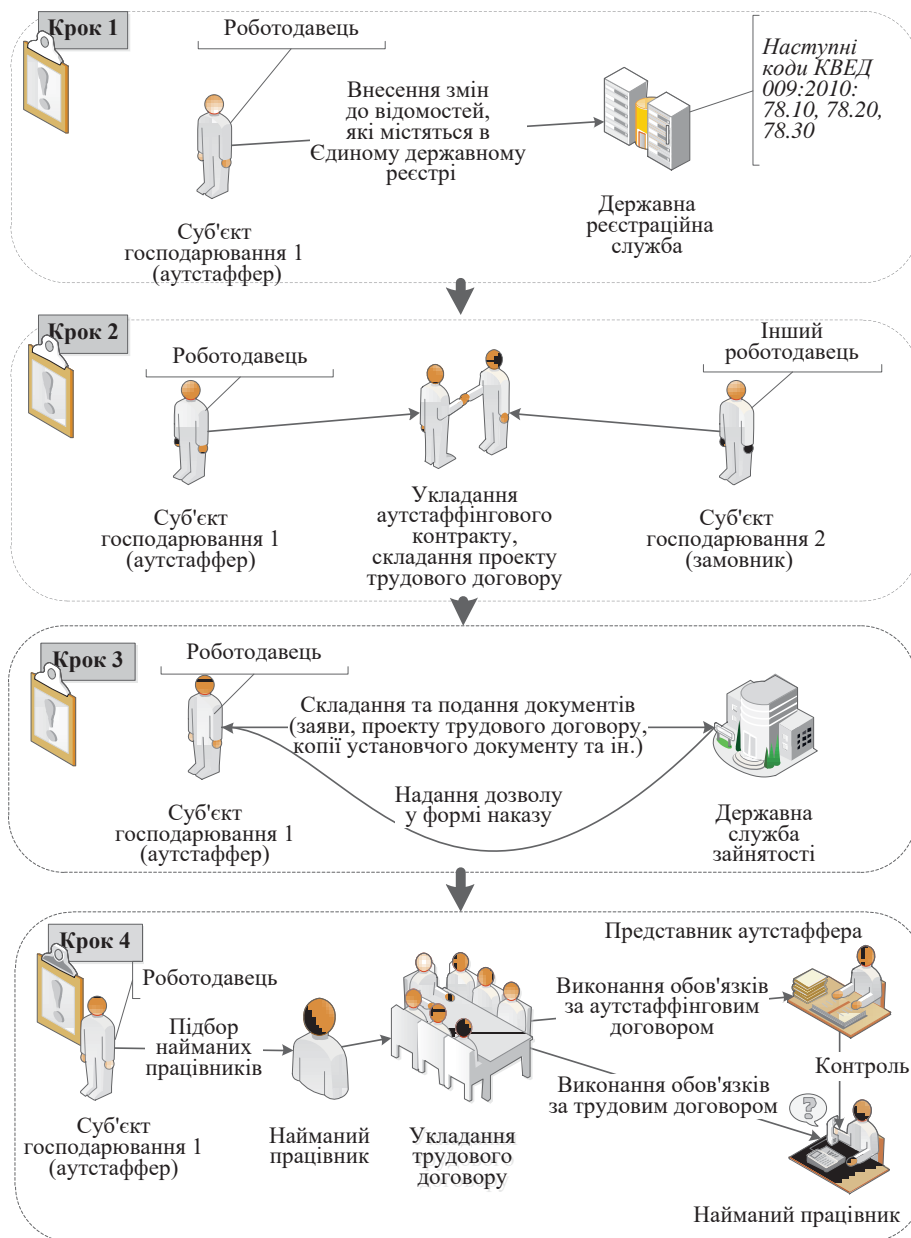 Крок 1
Роботодавець
Внесення змін
до відомостей,
які містяться в
Єдиному державному
реєстрі
Наступні
коди КВЕД
009:2010:
78.10, 78.20,
78.30
Суб'єкт
господарювання 1
(аутстаффер)
Державна
реєстраційна
служба
Крок 2
Роботодавець
Інший
роботодавець
Суб'єкт
господарювання 1
(аутстаффер)
Укладання
аутстаффінгового
контракту,
складання проекту
трудового договору
Суб'єкт
господарювання 2
(замовник)
Крок 3
Роботодавець
Складання та подання документів
(заяви, проекту трудового договору,
копії установчого документу та ін.)
Надання дозволу
у формі наказу
Суб'єкт
господарювання 1
(аутстаффер)
Державна
служба
зайнятості
Крок 4
Роботодавець
Підбор
найманих
працівників
Суб'єкт
господарювання 1
(аутстаффер)
Найманий
працівник
Укладання
трудового
договору
Представник аутстаффера
Виконання обов'язків
за аутстаффінговим
договором
Контроль
Виконання обов'язків
за трудовим договором
?
Найманий працівник